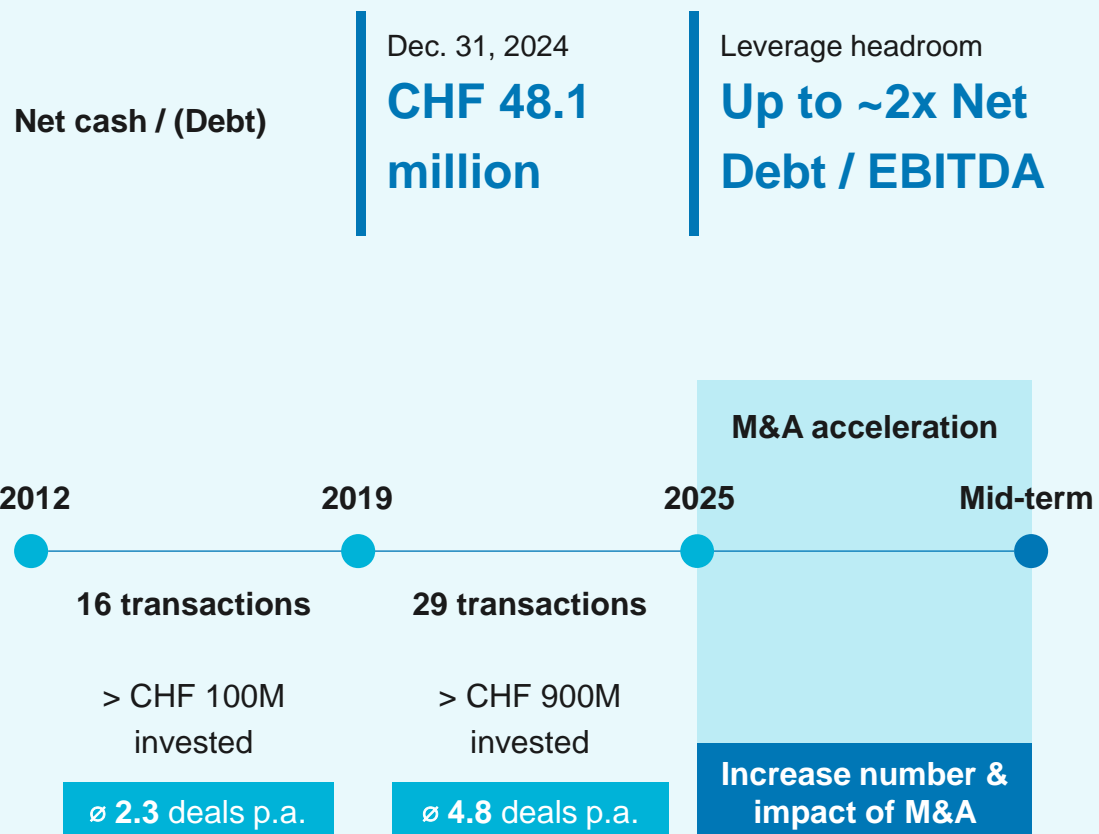 Net cash / (Debt)
Dec. 31, 2024
CHF 48.1
million
Leverage headroom
Up to ~2x Net
Debt / EBITDA
M&A acceleration
2012
2019
2025
Mid-term
16 transactions
29 transactions
> CHF 100M
invested
> CHF 900M
invested
ø 2.3 deals p.a.
ø 4.8 deals p.a.
Increase number &
impact of M&A